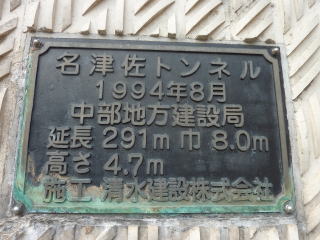 名津佐トンネル
1994年8月
中部地方建設局
延長 291m 巾 8.0m
高さ 4.7m
施工 清水建設株式会社